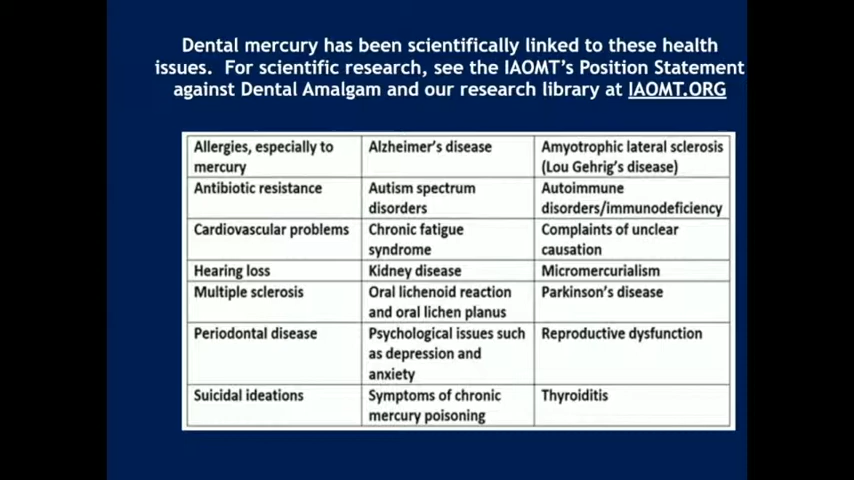 Dental mercury has been scientifically linked to these health
issues. For scientific research, see the IAOMT's Position Statement
against Dental Amalgam and our research library at IAOMT.ORG
Allergies, especially to
mercury
Alzheimer's disease
Amyotrophic lateral sclerosis
(Lou Gehrig's disease)
Antibiotic resistance
Autism spectrum
disorders
Autoimmune
disorders/immunodeficiency
Cardiovascular problems
Chronic fatigue
syndrome
Complaints of unclear
causation
Hearing loss
Kidney disease
Micromercurialism
Multiple sclerosis
Oral lichenoid reaction
and oral lichen planus
Parkinson's disease
Periodontal disease
Psychological issues such
as depression and
anxiety
Reproductive dysfunction
Suicidal ideations
Symptoms of chronic
mercury poisoning
Thyroiditis